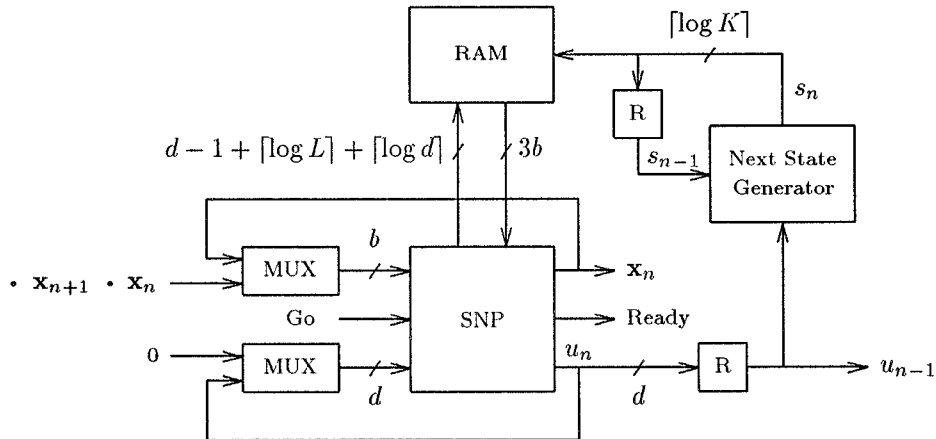 ⌈log K⌉
RAM
s_n
R
d − 1 + ⌈log L⌉ + ⌈log d⌉
3b
s_{n−1}
Next State
Generator
b
MUX
· x_{n+1} · x_n
x_n
Go
SNP
Ready
0
MUX
u_n
R
d
d
u_{n−1}